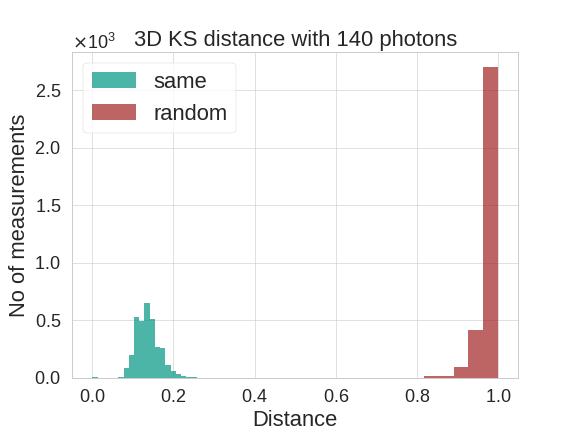 ×10³ 3D KS distance with 140 photons
same
random
No of measurements
2.5
2.0
1.5
1.0
0.5
0.0
0.0 0.2 0.4 0.6 0.8 1.0
Distance